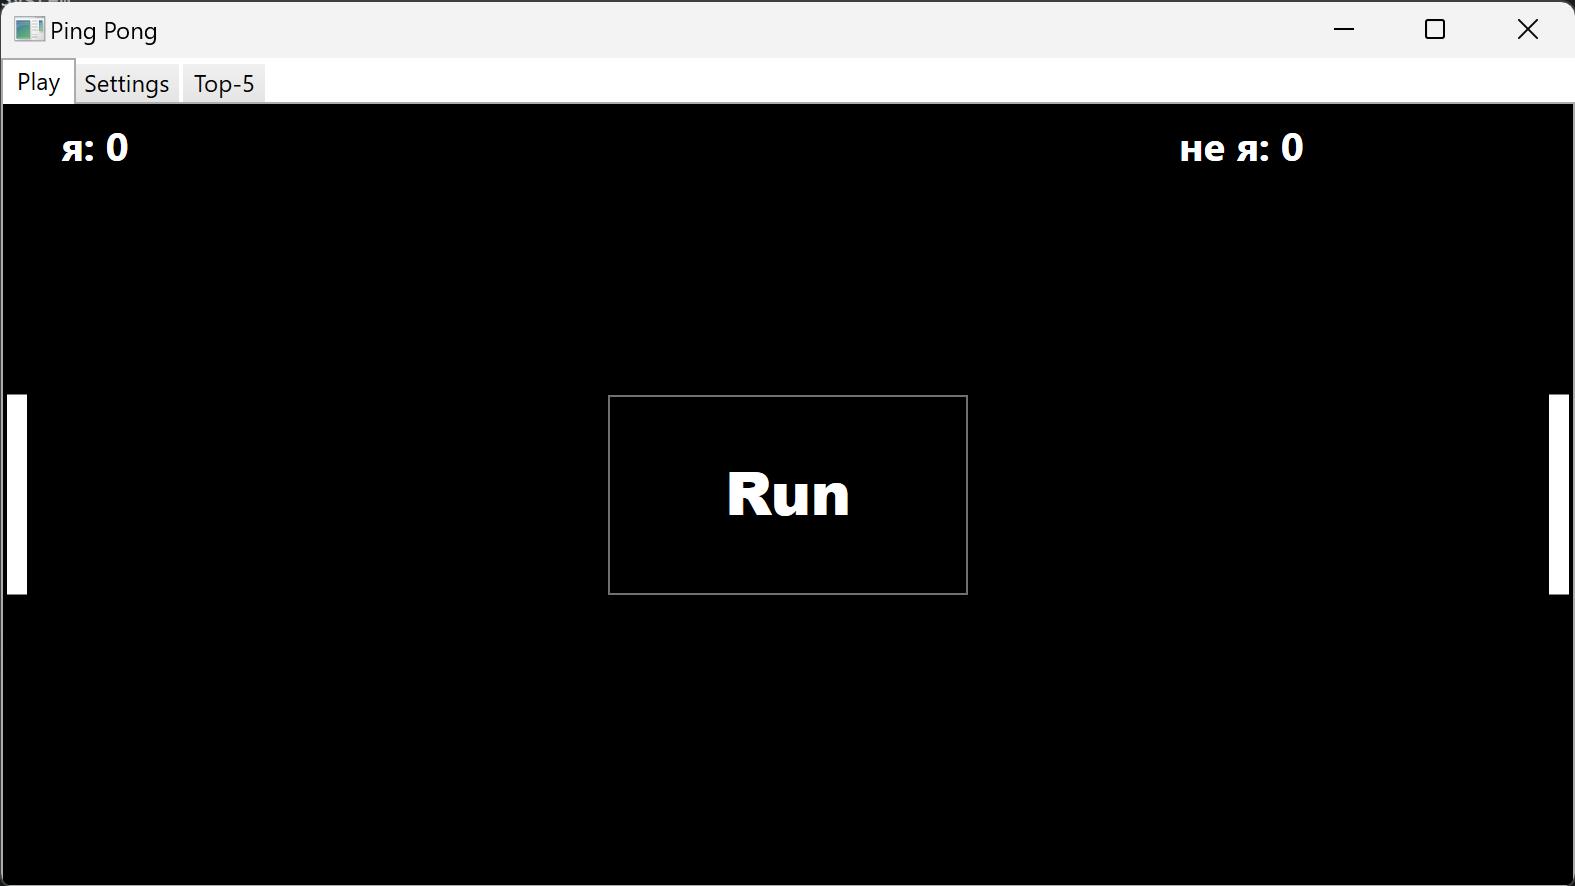 Ping Pong
Play Settings Top-5
я: 0 не я: 0
Run